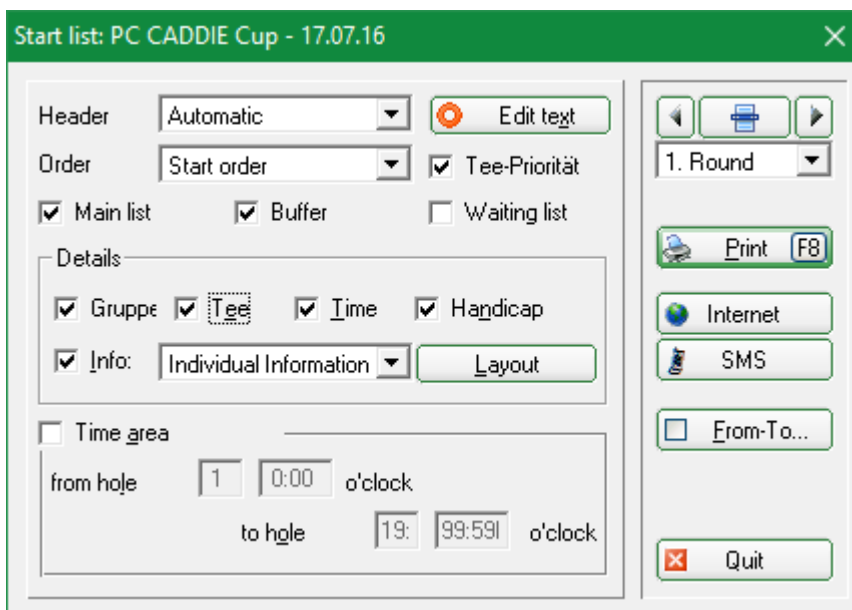 Start list: PC CADDIE Cup - 17.07.16
Header Automatic Edit text
Order Start order Tee-Priorität
Main list Buffer Waiting list
Details
Gruppe Tee Time Handicap
Info: Individual Information Layout
Time area
from hole 1 0:00 o'clock
to hole 19: 99:59 o'clock
1. Round
Print F8
Internet
SMS
From-To...
Quit